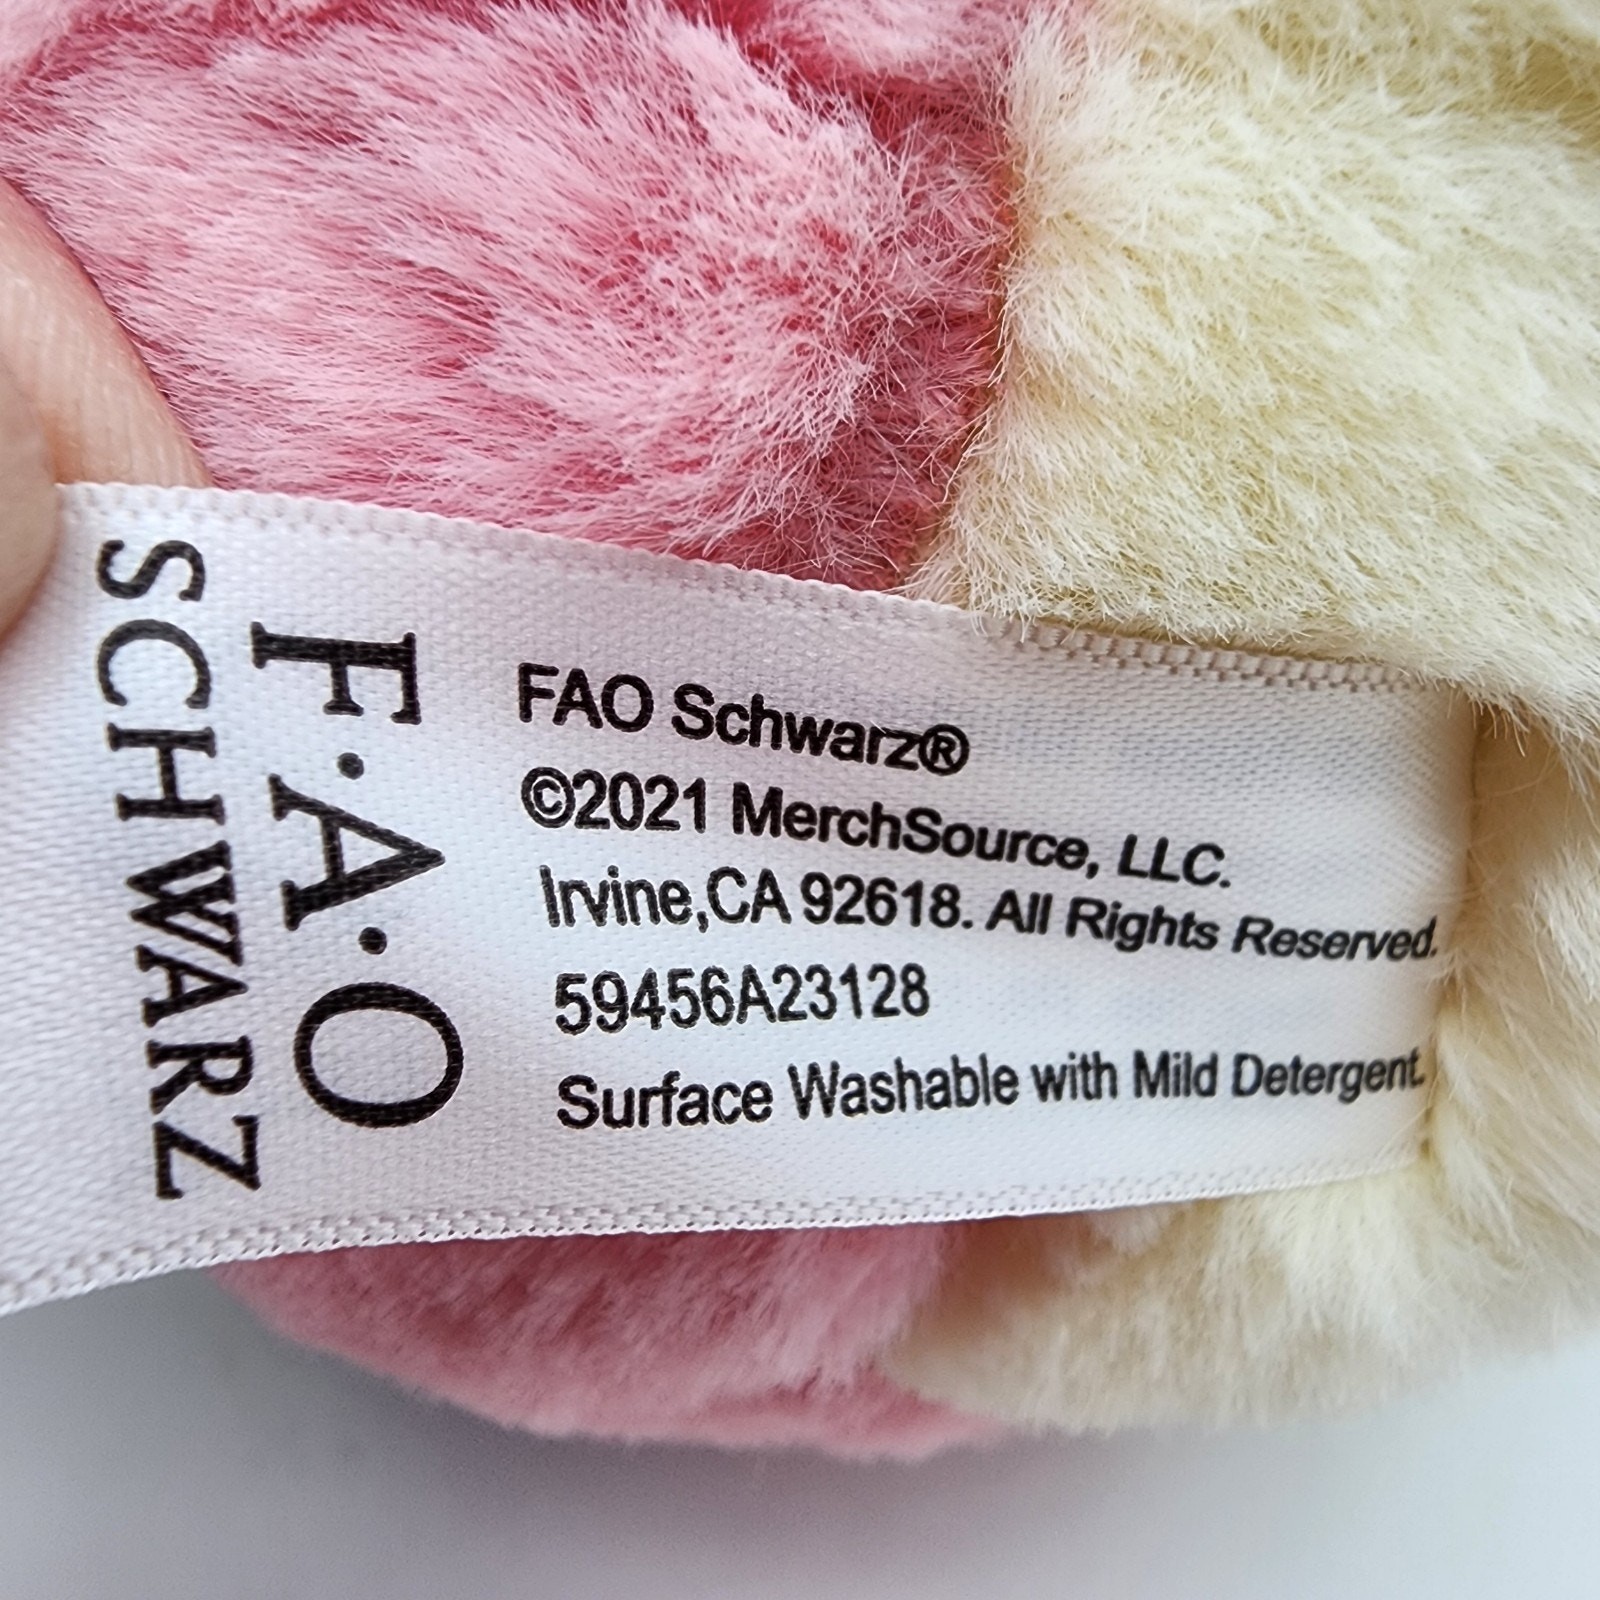 F·A·O
SCHWARZ
FAO Schwarz®
©2021 MerchSource, LLC.
Irvine,CA 92618. All Rights Reserved.
59456A23128
Surface Washable with Mild Detergent.